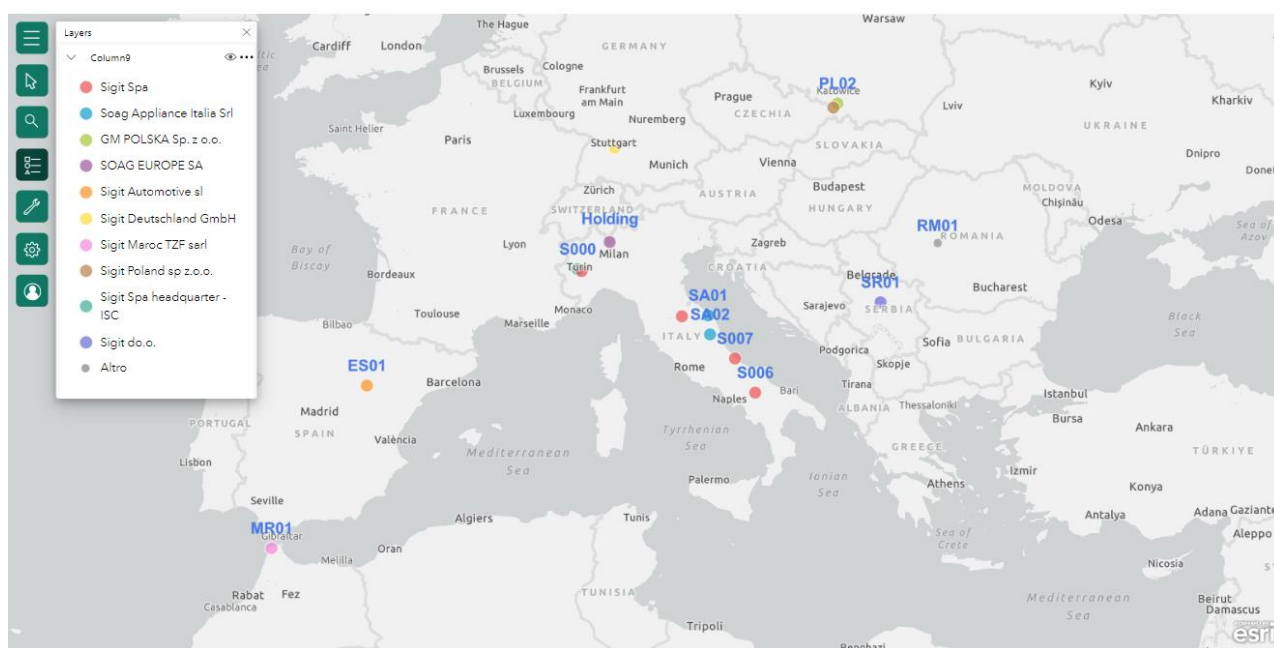 Layers
Column9
Sigit Spa
Soag Appliance Italia Srl
GM POLSKA Sp. z o.o.
SOAG EUROPE SA
Sigit Automotive sl
Sigit Deutschland GmbH
Sigit Maroc TZF sarl
Sigit Poland sp z.o.o.
Sigit Spa headquarter -
ISC
Sigit do.o.
Altro
The Hague
Warsaw
Cardiff
London
GERMANY
Brussels
Cologne
BELGIUM
Frankfurt
am Main
Luxembourg
Nuremberg
Prague
CZECHIA
PL02
Katowice
Lviv
Kyiv
Kharkiv
UKRAINE
Saint Helier
Paris
Stuttgart
SLOVAKIA
Dnipro
Munich
Vienna
Zürich
AUSTRIA
Budapest
HUNGARY
MOLDOVA
Chișinău
Odesa
FRANCE
SWITZERLAND
Holding
RM01
ROMANIA
Sea of
Azov
Bay of
Biscay
Lyon
S000
Milan
Turin
Zagreb
CROATIA
Bordeaux
Belgrade
SR01
SERBIA
Bucharest
SA01
SA02
Sarajevo
Black
Sea
Toulouse
Marseille
Monaco
Bilbao
ITALY
S007
Podgorica
Sofia
BULGARIA
Skopje
ES01
Rome
S006
Barcelona
Naples
Bari
Tirana
ALBANIA
Thessaloniki
Istanbul
Bursa
Madrid
PORTUGAL
SPAIN
València
Tyrrhenian
Sea
GREECE
Ankara
TÜRKIYE
Mediterranean
Sea
Lisbon
Palermo
Ionian
Sea
Athens
Izmir
Konya
Seville
Algiers
Tunis
Antalya
Adana
Gaziante
MR01
Gibraltar
Aleppo
Melilla
Oran
Sea of
Crete
Nicosia
Rabat
Fez
Casablanca
TUNISIA
Mediterranean
Sea
Beirut
Damascus
Tripoli
esri